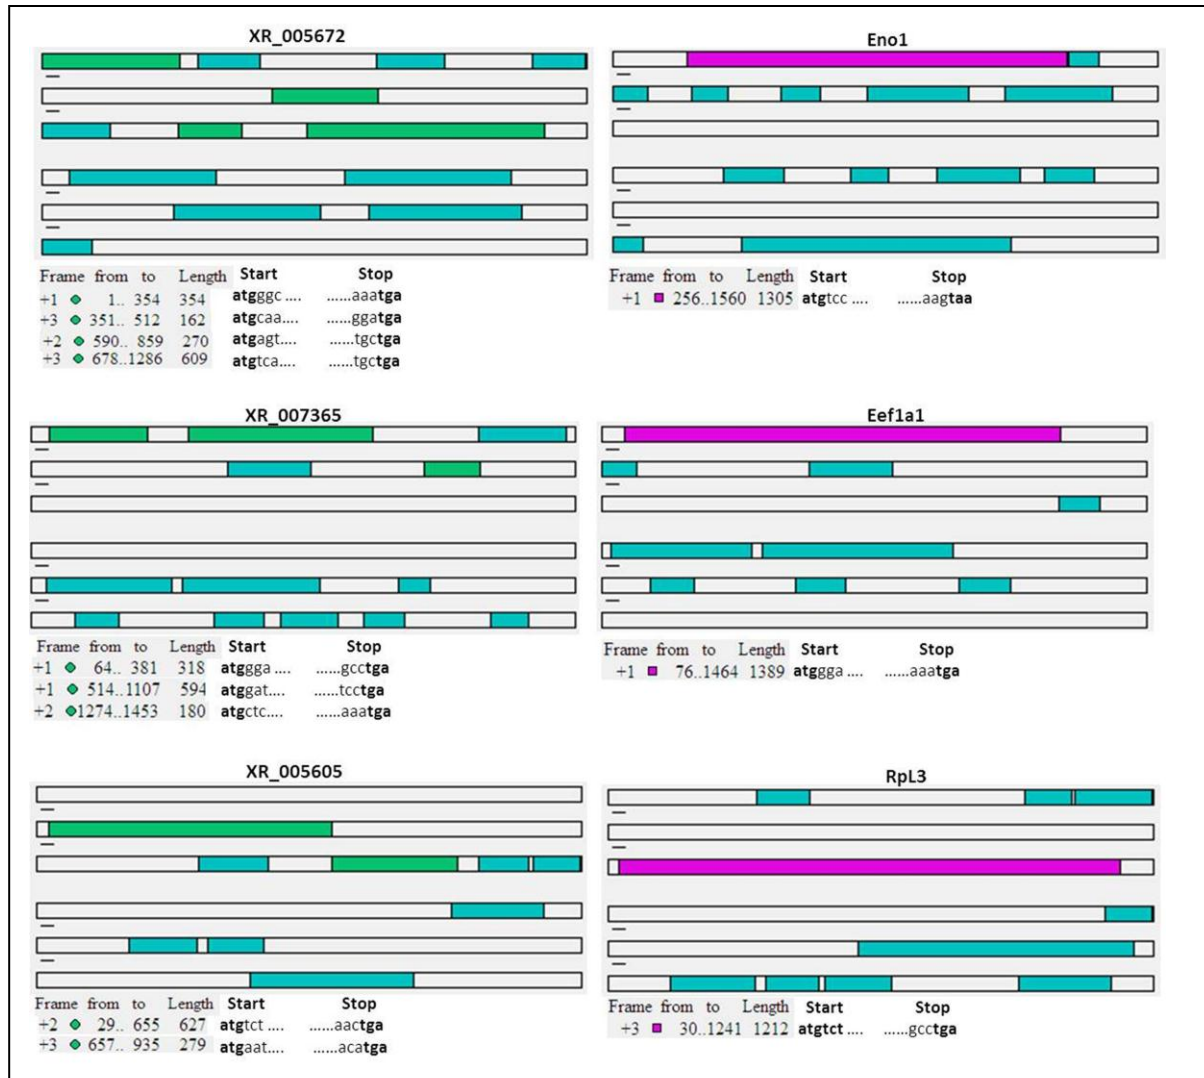 XR_005672
Frame from to Length Start Stop
+1 1.. 354 354 atgggc .... ......aaatga
+3 351.. 512 162 atgcaa.... ......ggatga
+2 590.. 859 270 atgagt.... .....tgctga
+3 678..1286 609 atgtca.... ......tgctga
Eno1
Frame from to Length Start Stop
+1 256..1560 1305 atgtcc .... ......aagtaa
XR_007365
Frame from to Length Start Stop
+1 64.. 381 318 atggga .... ......gcctga
+1 514..1107 594 atggat.... .....tcctga
+2 1274..1453 180 atgctc.... ......aaatga
Eef1a1
Frame from to Length Start Stop
+1 76..1464 1389 atggga .... ......aaatga
XR_005605
Frame from to Length Start Stop
+2 29.. 655 627 atgtct .... ......aactga
+3 657.. 935 279 atgaat.... ......acatga
RpL3
Frame from to Length Start Stop
+3 30..1241 1212 atgtct .... ......gcctga